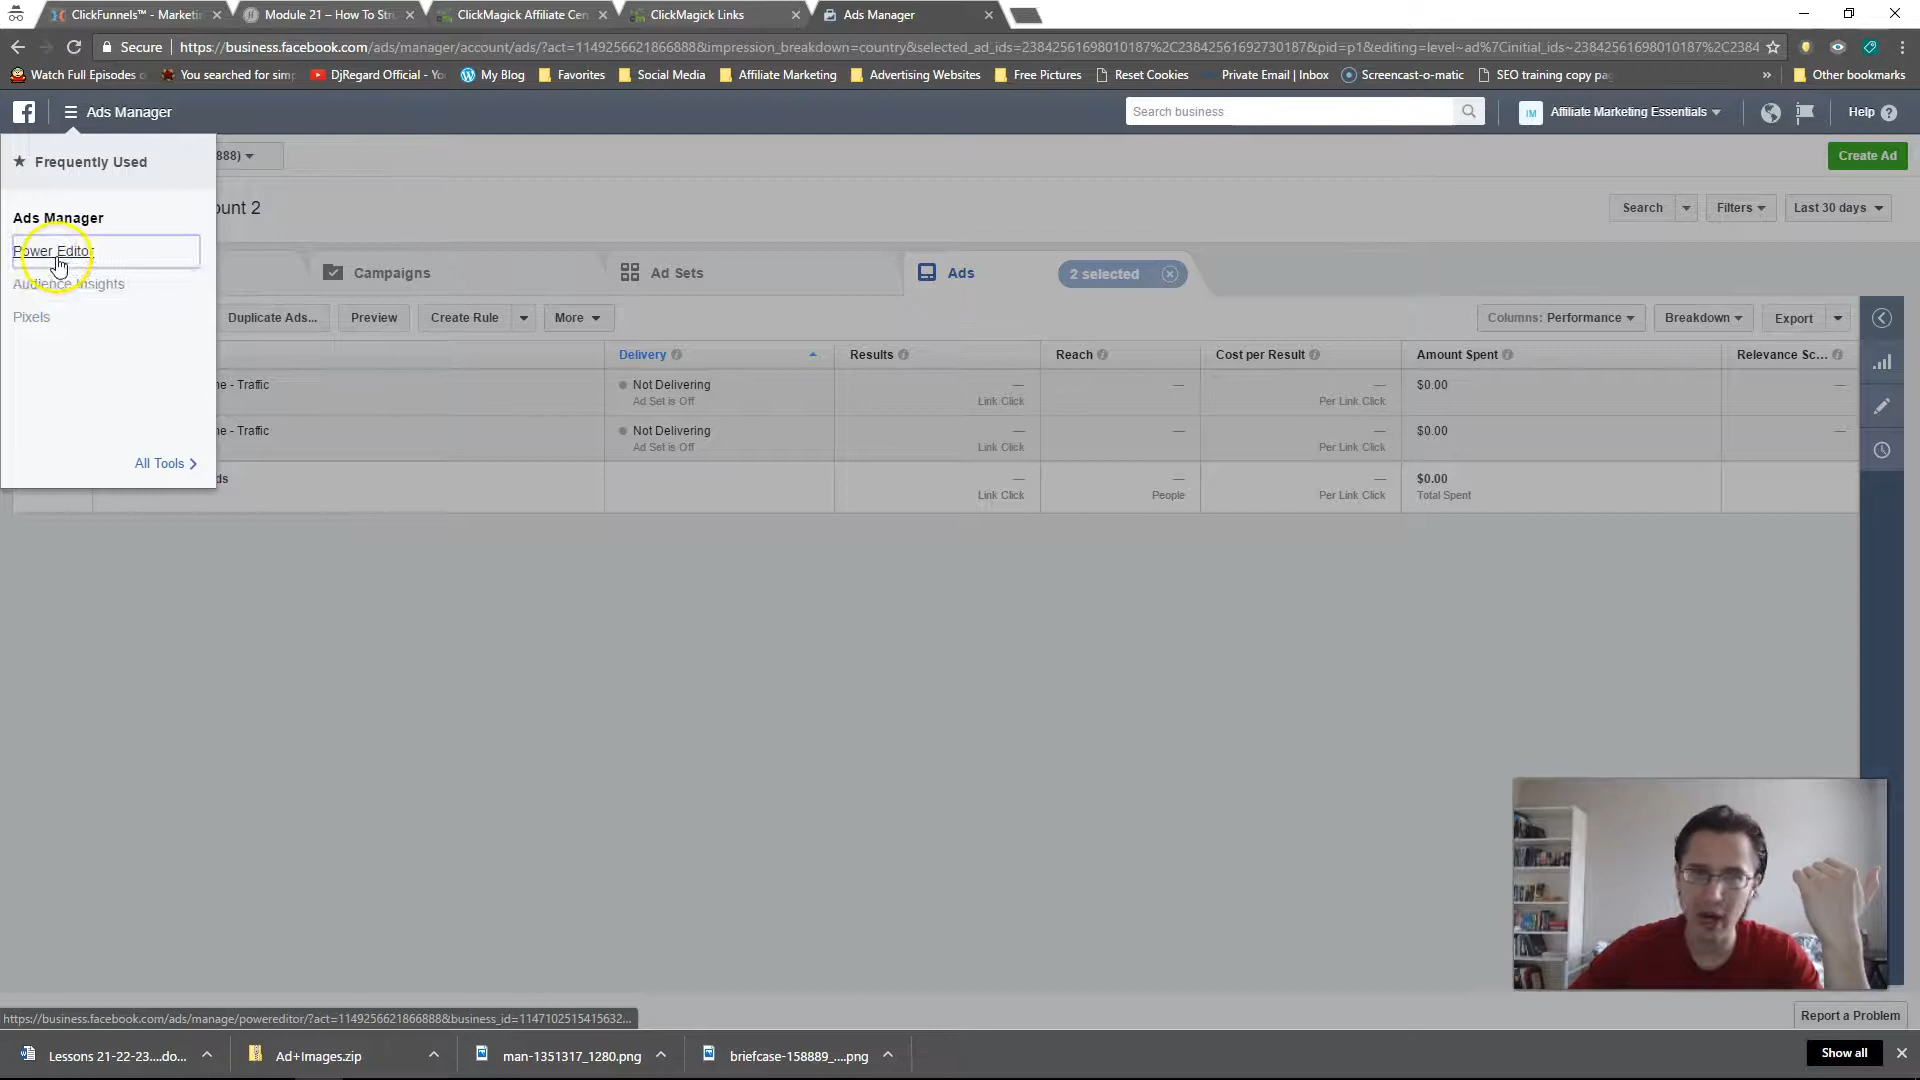 ClickFunnels™ - Marketi
Module 21 – How To Str
ClickMagick Affiliate Cen
ClickMagick Links
Ads Manager
Secure
https://business.facebook.com/ads/manager/account/ads/?act=114925662186688&impression_breakdown=country&selected_ad_ids=23842561698010187%2C23842561692730187&pid=p1&editing=level~ad%7Cinitial_ids~23842561698010187%2C2384
Watch Full Episodes o
You searched for simp
DjRegard Official - Yo
My Blog
Favorites
Social Media
Affiliate Marketing
Advertising Websites
Free Pictures
Reset Cookies
Private Email | Inbox
Screencast-o-matic
SEO training copy pag
»
Other bookmarks
Ads Manager
Search business
IM
Affiliate Marketing Essentials
Help
Frequently Used
888)
Create Ad
Ads Manager
ount 2
Search
Filters
Last 30 days
Power Editor
Campaigns
Ad Sets
Ads
2 selected
Audience Insights
Pixels
Duplicate Ads...
Preview
Create Rule
More
Columns: Performance
Breakdown
Export
Delivery
Results
Reach
Cost per Result
Amount Spent
Relevance Sc...
ne - Traffic
Not Delivering
— — — $0.00 —
Ad Set is Off
Link Click
Per Link Click
ne - Traffic
Not Delivering
— — — $0.00 —
Ad Set is Off
Link Click
Per Link Click
All Tools
ds
— — — $0.00
Link Click
People
Per Link Click
Total Spent
https://business.facebook.com/ads/manage/powereditor/?act=114925662186688&business_id=1147102515415632...
Report a Problem
Lessons 21-22-23....do...
Ad+Images.zip
man-1351317_1280.png
briefcase-158889_....png
Show all